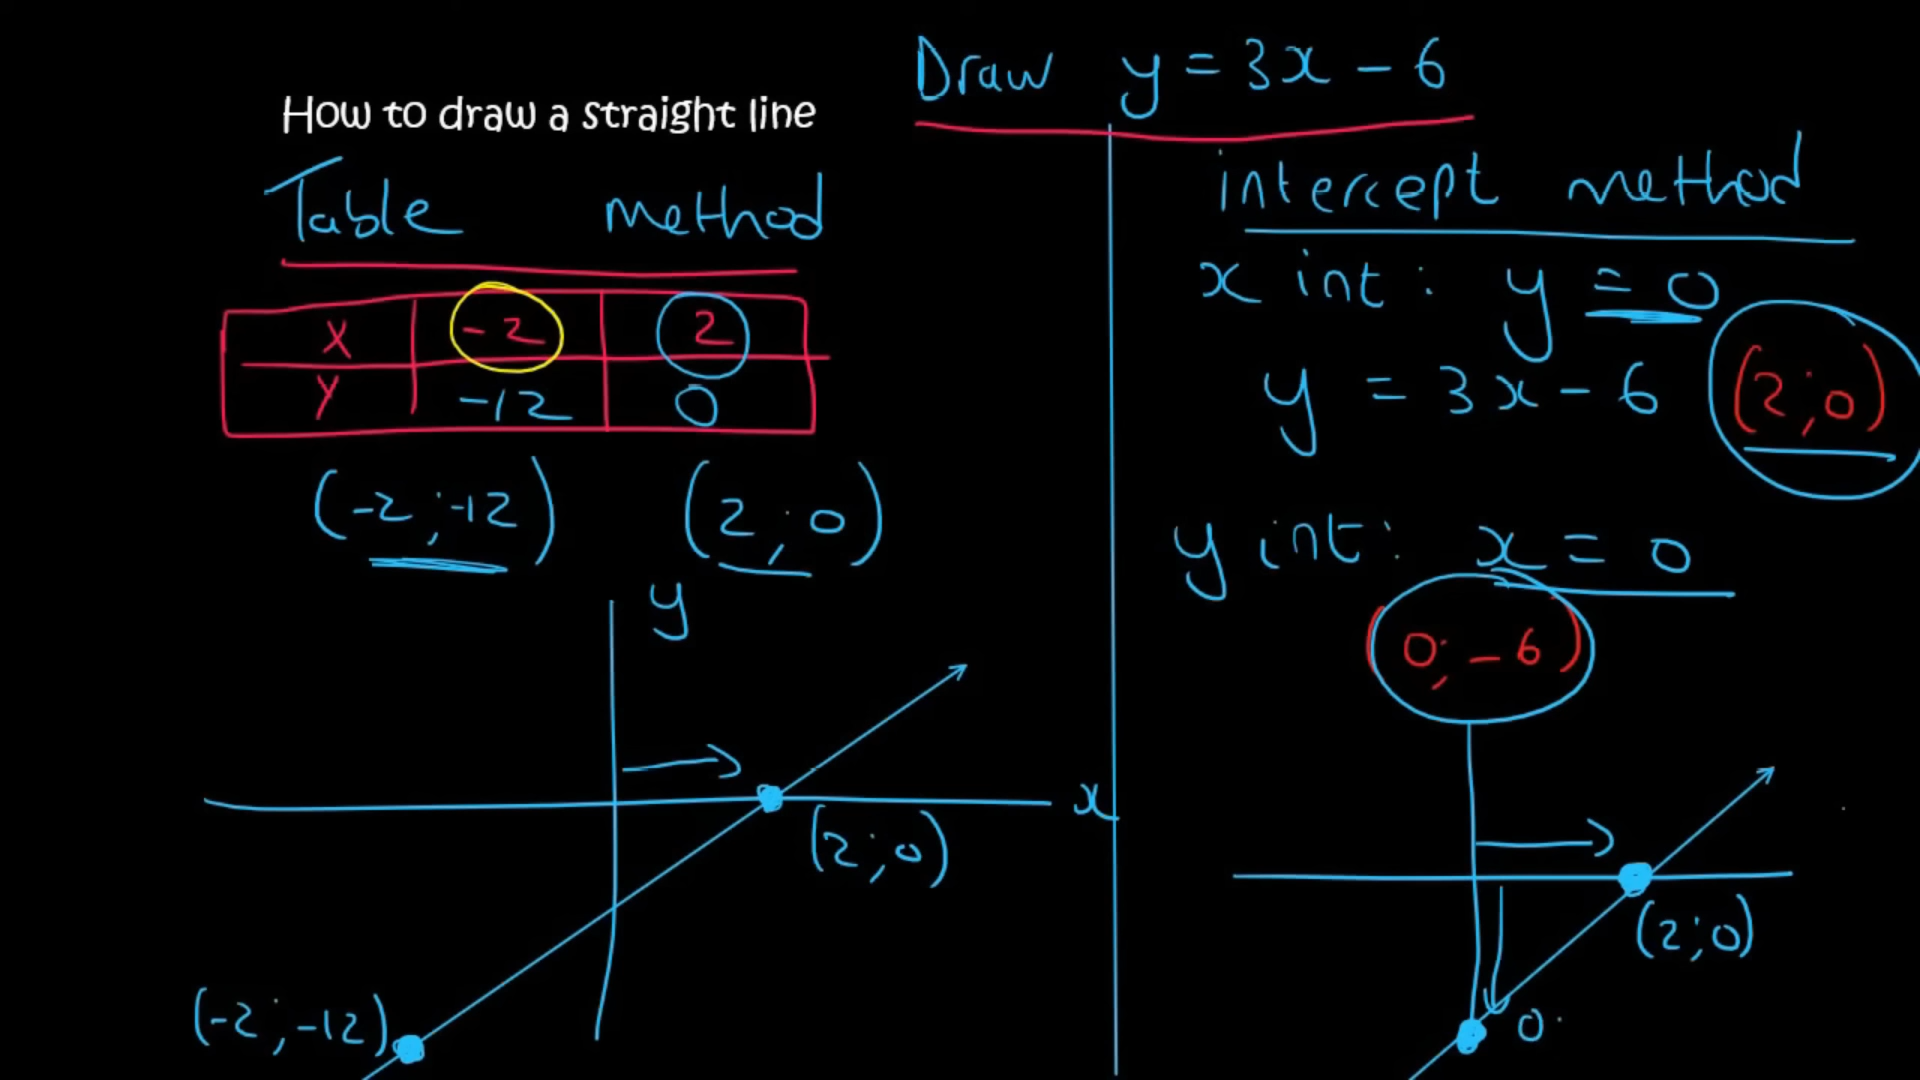 Draw y = 3x - 6
How to draw a straight line
Table method
x -2 2
y -12 0
(-2 ; -12) (2 ; 0)
y
x
(2 ; 0)
(-2 ; -12)
intercept method
x int : y = 0
y = 3x - 6 (2 ; 0)
y int : x = 0
(0 ; -6)
(2 ; 0)
0